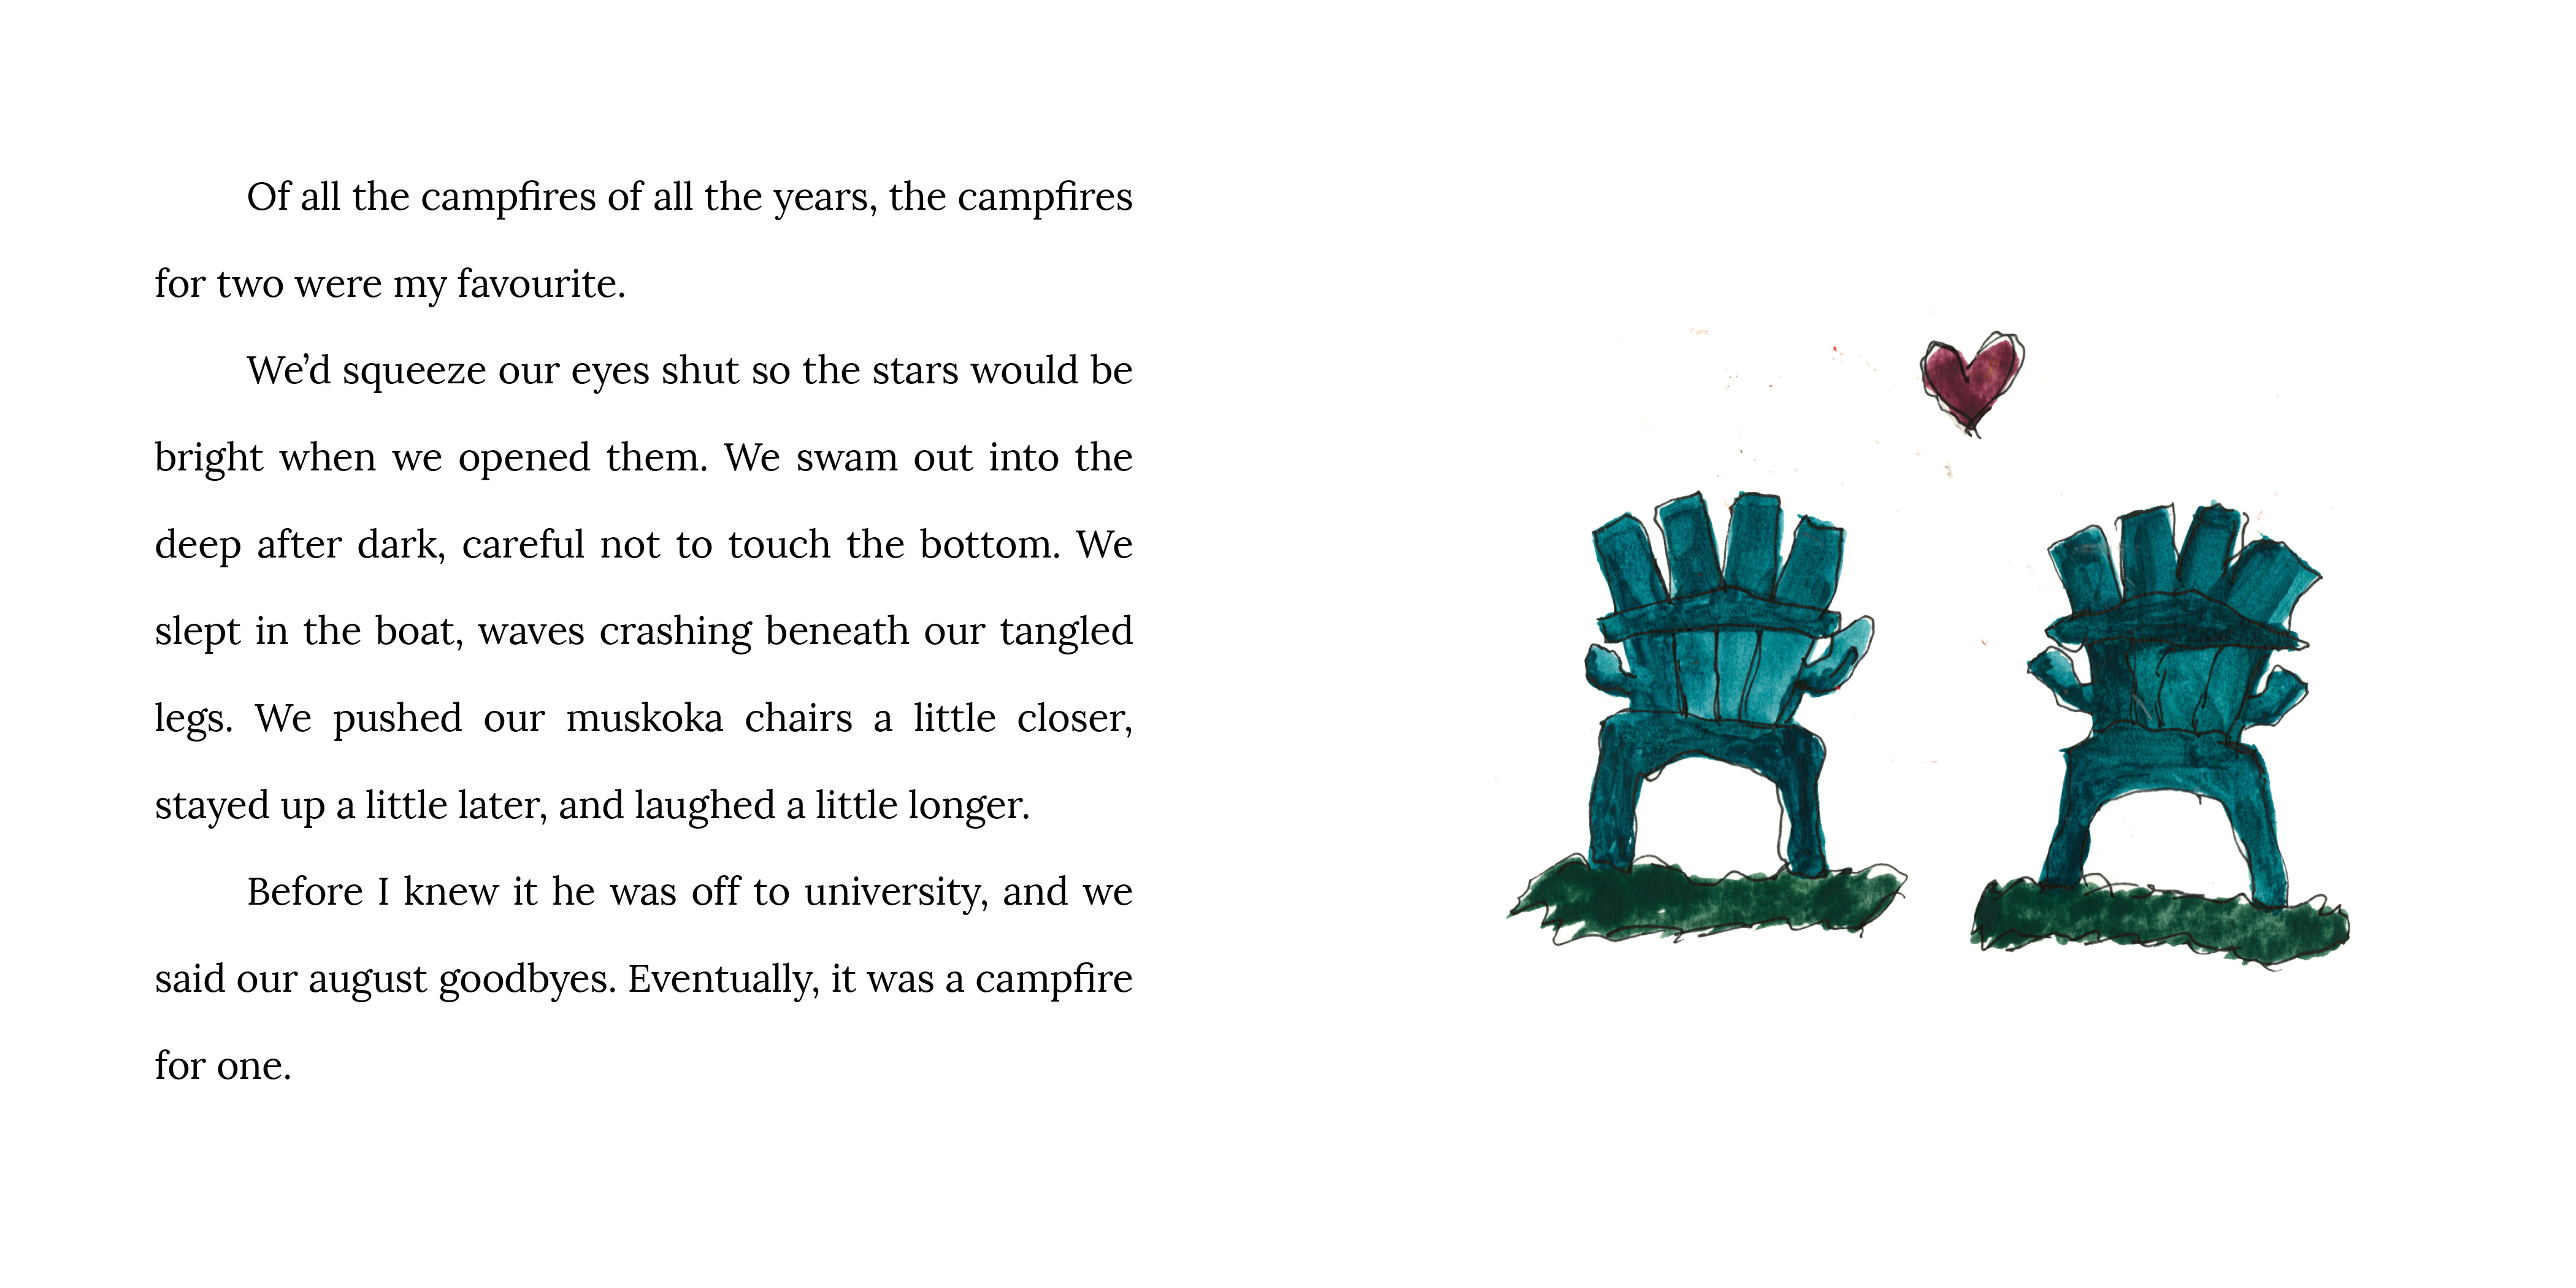 Of all the campfires of all the years, the campfires
for two were my favourite.
We’d squeeze our eyes shut so the stars would be
bright when we opened them. We swam out into the
deep after dark, careful not to touch the bottom. We
slept in the boat, waves crashing beneath our tangled
legs. We pushed our muskoka chairs a little closer,
stayed up a little later, and laughed a little longer.
Before I knew it he was off to university, and we
said our august goodbyes. Eventually, it was a campfire
for one.